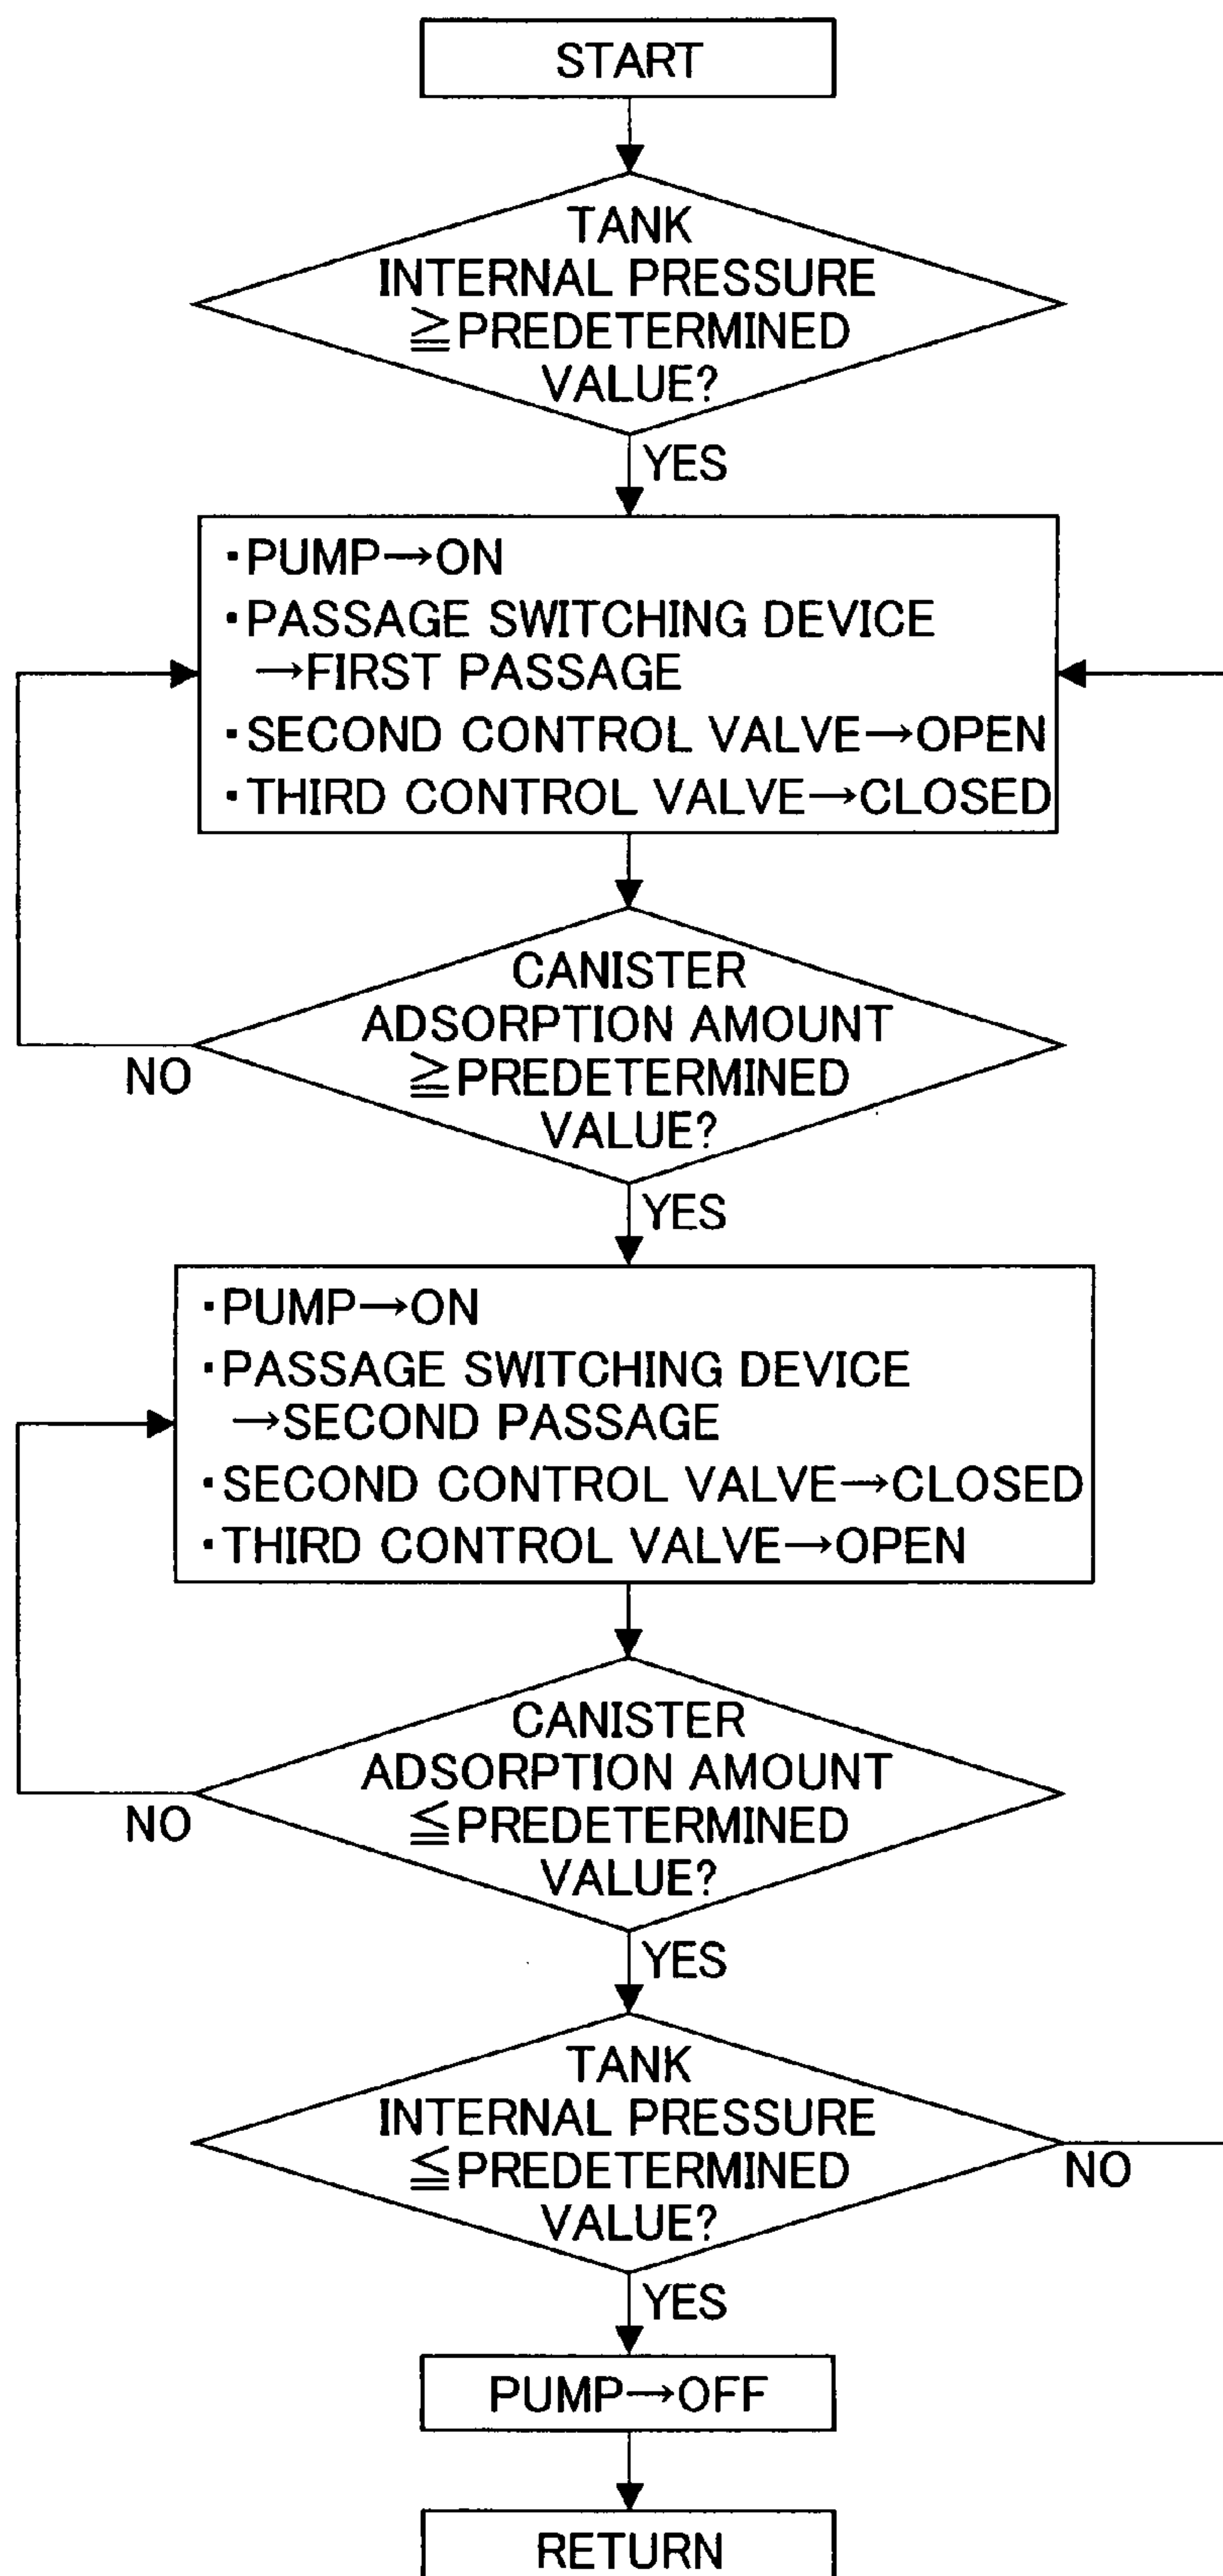 START
TANK
INTERNAL PRESSURE
≧PREDETERMINED
VALUE?
YES
・PUMP→ON
・PASSAGE SWITCHING DEVICE
→FIRST PASSAGE
・SECOND CONTROL VALVE→OPEN
・THIRD CONTROL VALVE→CLOSED
CANISTER
ADSORPTION AMOUNT
≧PREDETERMINED
VALUE?
NO
YES
・PUMP→ON
・PASSAGE SWITCHING DEVICE
→SECOND PASSAGE
・SECOND CONTROL VALVE→CLOSED
・THIRD CONTROL VALVE→OPEN
CANISTER
ADSORPTION AMOUNT
≦PREDETERMINED
VALUE?
NO
YES
TANK
INTERNAL PRESSURE
≦PREDETERMINED
VALUE?
NO
YES
PUMP→OFF
RETURN